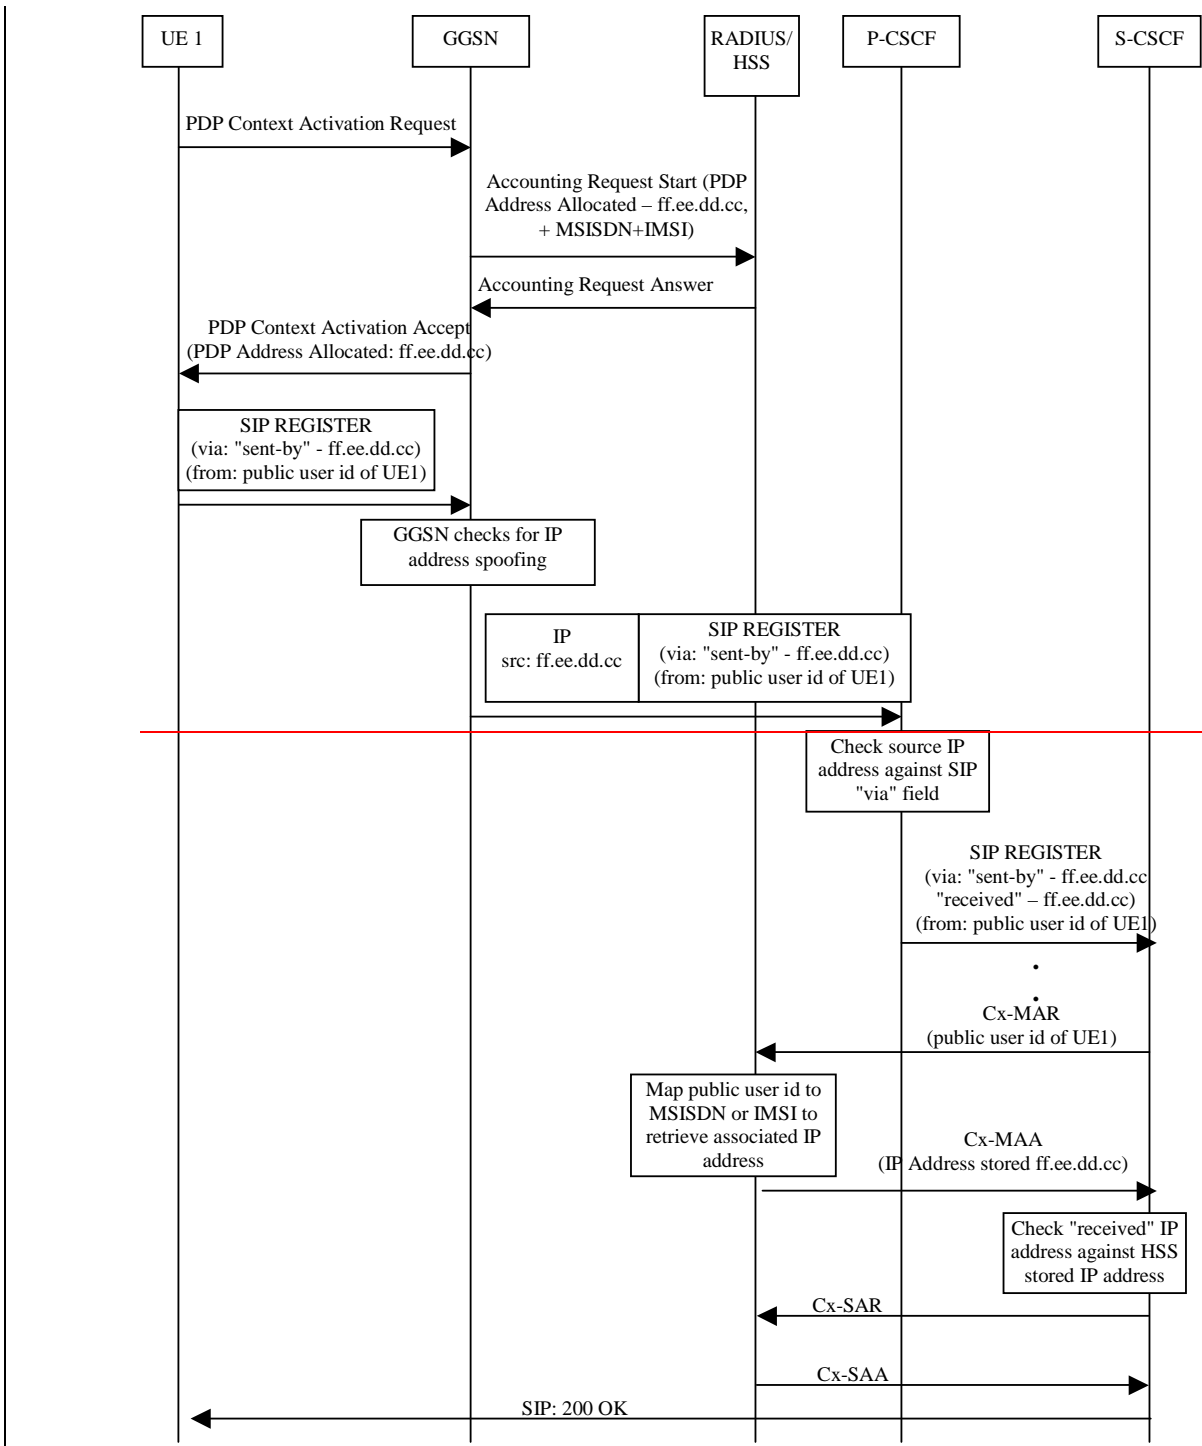 UE 1
GGSN
RADIUS/
HSS
P-CSCF
S-CSCF
PDP Context Activation Request
Accounting Request Start (PDP
Address Allocated – ff.ee.dd.cc,
+ MSISDN+IMSI)
Accounting Request Answer
PDP Context Activation Accept
(PDP Address Allocated: ff.ee.dd.cc)
SIP REGISTER
(via: "sent-by" - ff.ee.dd.cc)
(from: public user id of UE1)
GGSN checks for IP
address spoofing
IP
src: ff.ee.dd.cc
SIP REGISTER
(via: "sent-by" - ff.ee.dd.cc)
(from: public user id of UE1)
Check source IP
address against SIP
"via" field
SIP REGISTER
(via: "sent-by" - ff.ee.dd.cc
"received" – ff.ee.dd.cc)
(from: public user id of UE1)
.
.
Cx-MAR
(public user id of UE1)
Map public user id to
MSISDN or IMSI to
retrieve associated IP
address
Cx-MAA
(IP Address stored ff.ee.dd.cc)
Check "received" IP
address against HSS
stored IP address
Cx-SAR
Cx-SAA
SIP: 200 OK